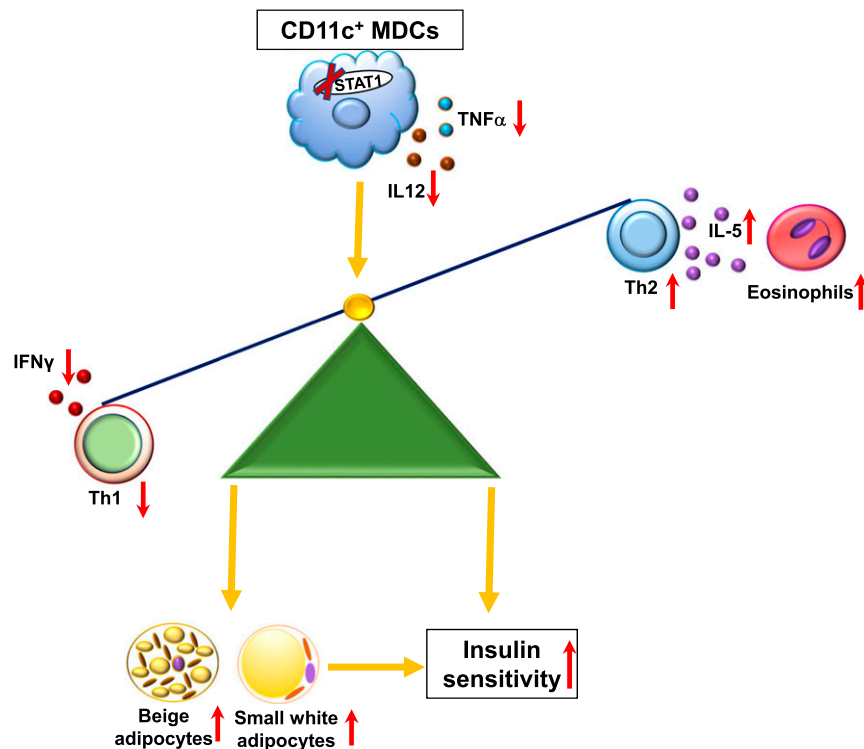 CD11c⁺ MDCs
STAT1
TNFα
IL12
IL-5
Th2
Eosinophils
IFNγ
Th1
Beige
adipocytes
Small white
adipocytes
Insulin
sensitivity